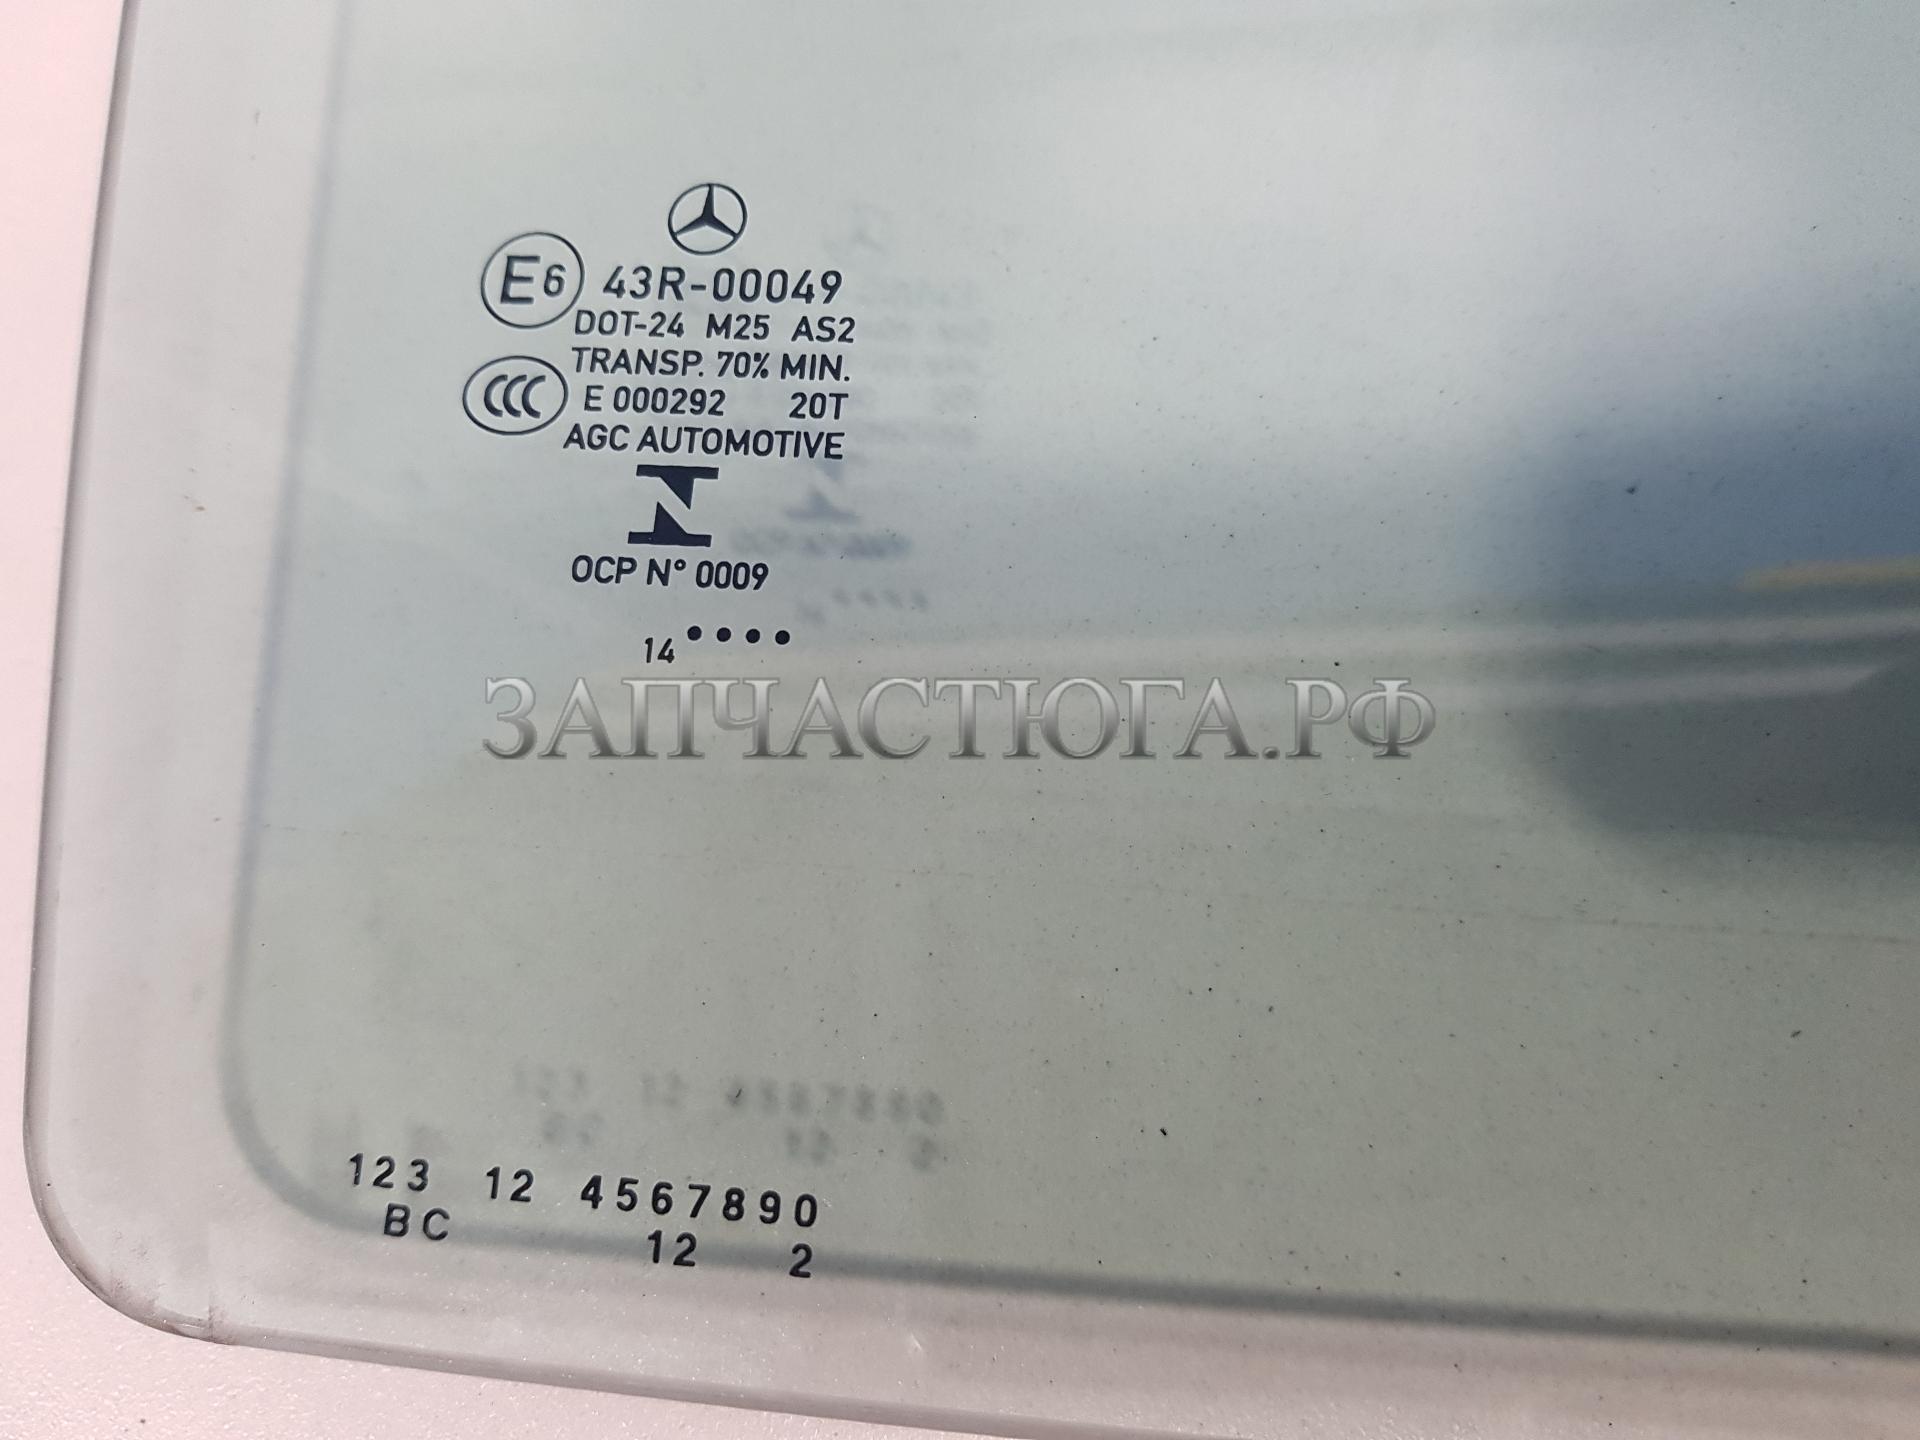 E6 43R-00049
DOT-24 M25 AS2
TRANSP. 70% MIN.
CCC E 000292 20T
AGC AUTOMOTIVE
N
OCP N° 0009
14 ••••
ЗАПЧАСТЮГА.РФ
123 12 4567890
BC 12 2